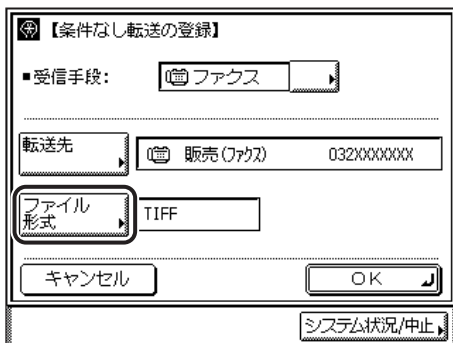 【条件なし転送の登録】
■受信手段: ファクス
転送先 販売(ファクス) 032XXXXXXX
ファイル
形式 TIFF
キャンセル OK
システム状況/中止